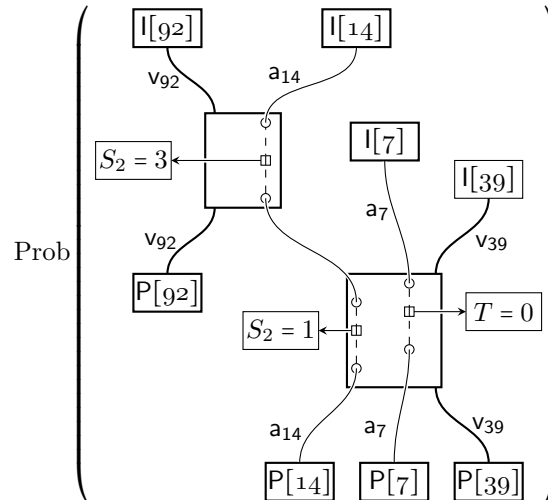 I[92] I[14]
v₉₂ a₁₄
S₂ = 3
I[7]
I[39]
v₉₂ a₇ v₃₉
Prob
P[92]
S₂ = 1 T = 0
a₁₄ a₇ v₃₉
P[14] P[7] P[39]